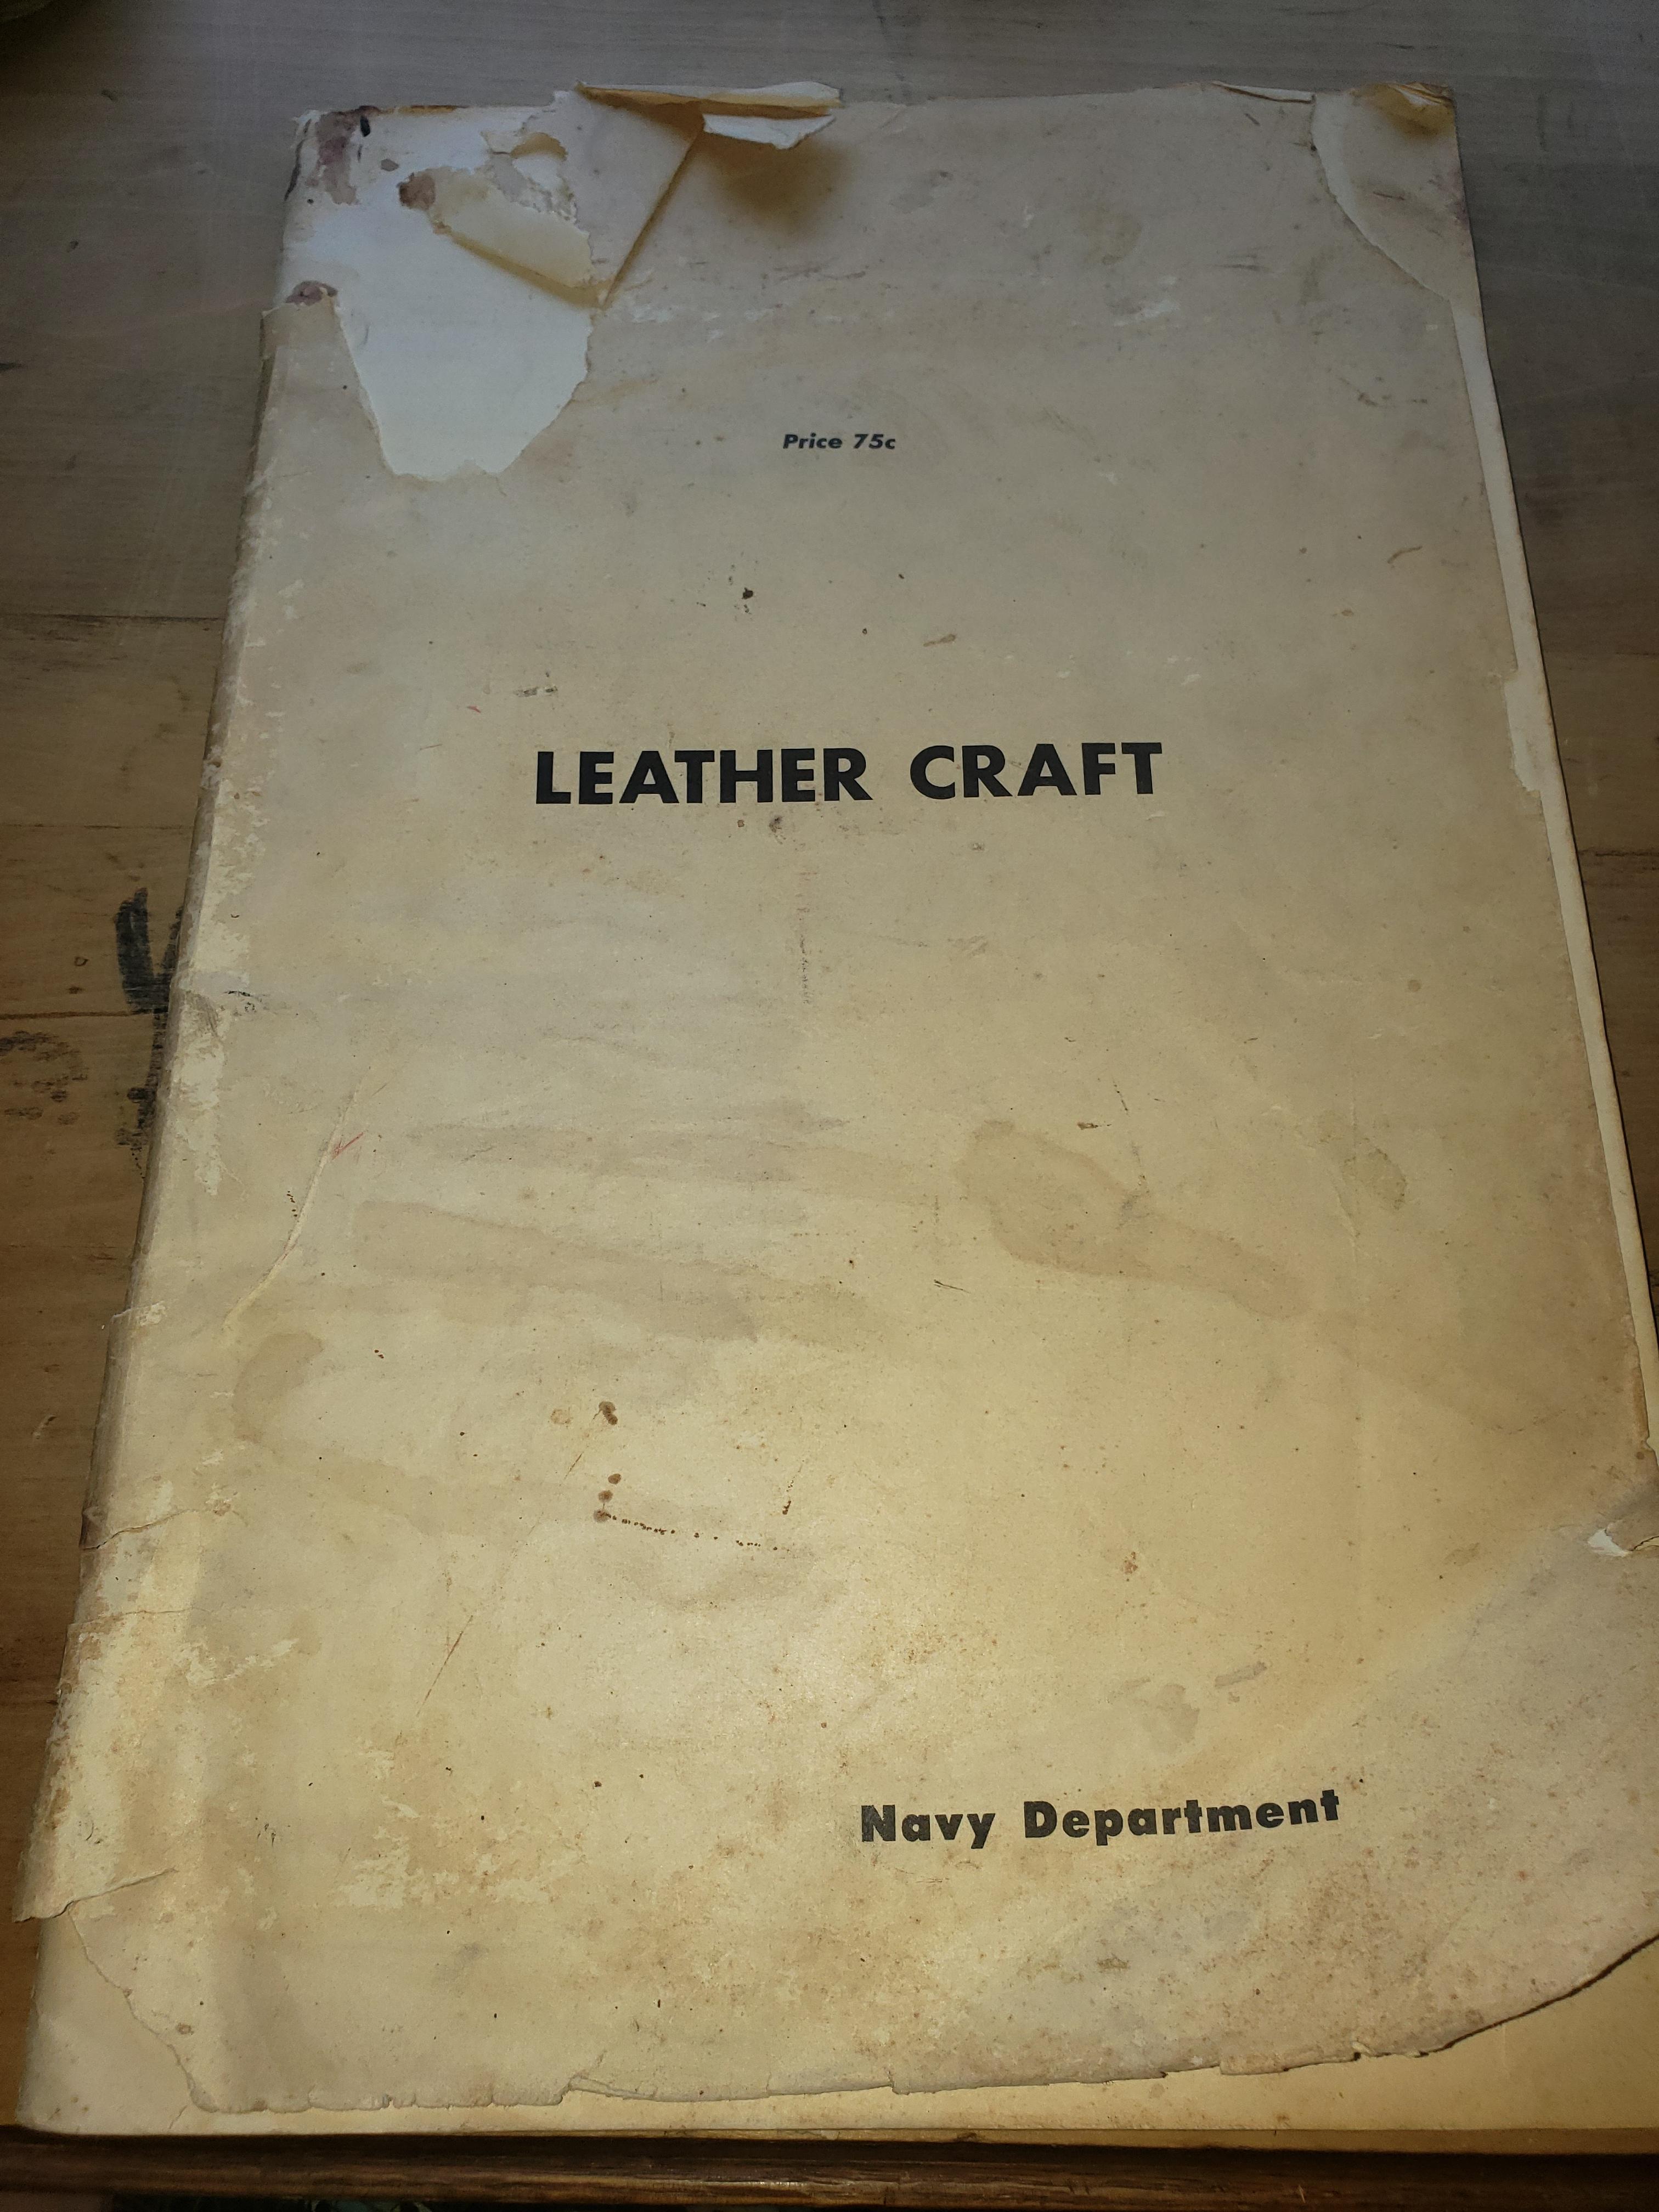 Price 75c
LEATHER CRAFT
Navy Department